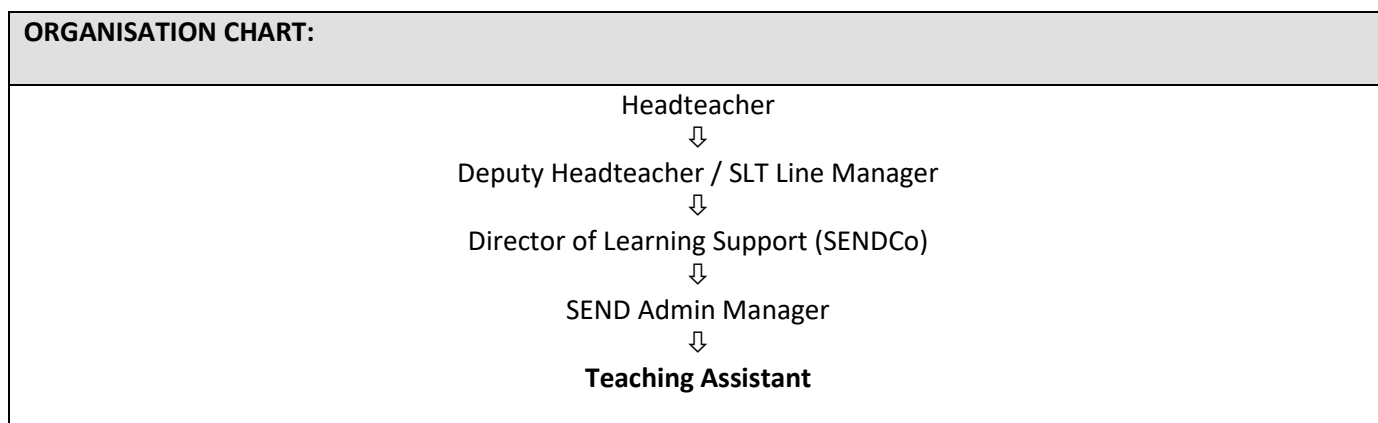 ORGANISATION CHART:
Headteacher
⇩
Deputy Headteacher / SLT Line Manager
⇩
Director of Learning Support (SENDCo)
⇩
SEND Admin Manager
⇩
Teaching Assistant